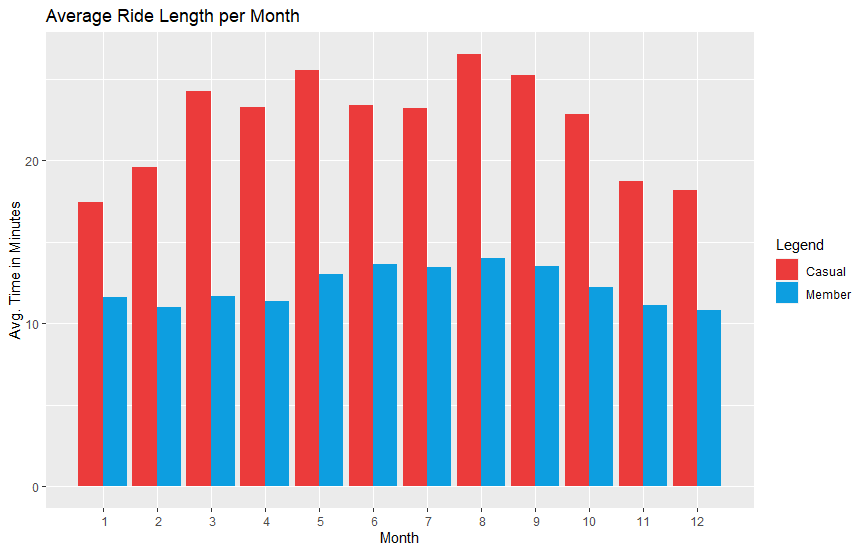 Average Ride Length per Month
Avg. Time in Minutes
20
10
0
1 2 3 4 5 6 7 8 9 10 11 12
Month
Legend
Casual
Member